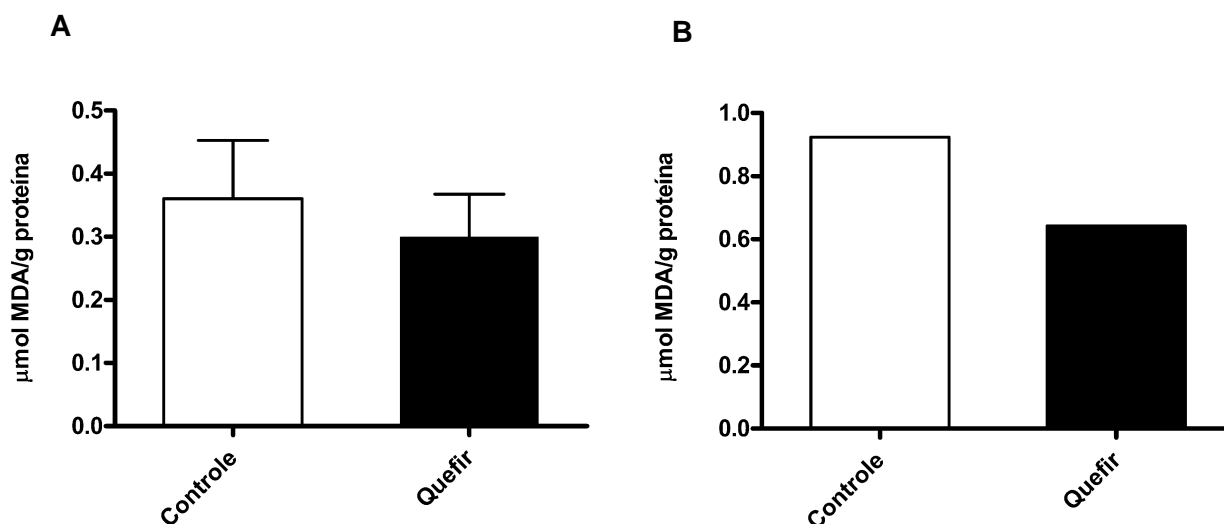 A
μmol MDA/g proteína
0.5
0.4
0.3
0.2
0.1
0.0
Controle
Quefir
B
μmol MDA/g proteína
1.0
0.8
0.6
0.4
0.2
0.0
Controle
Quefir